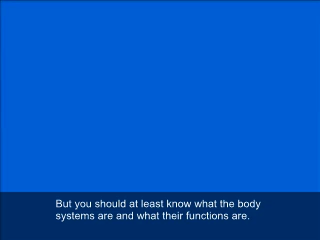 But you should at least know what the body
systems are and what their functions are.